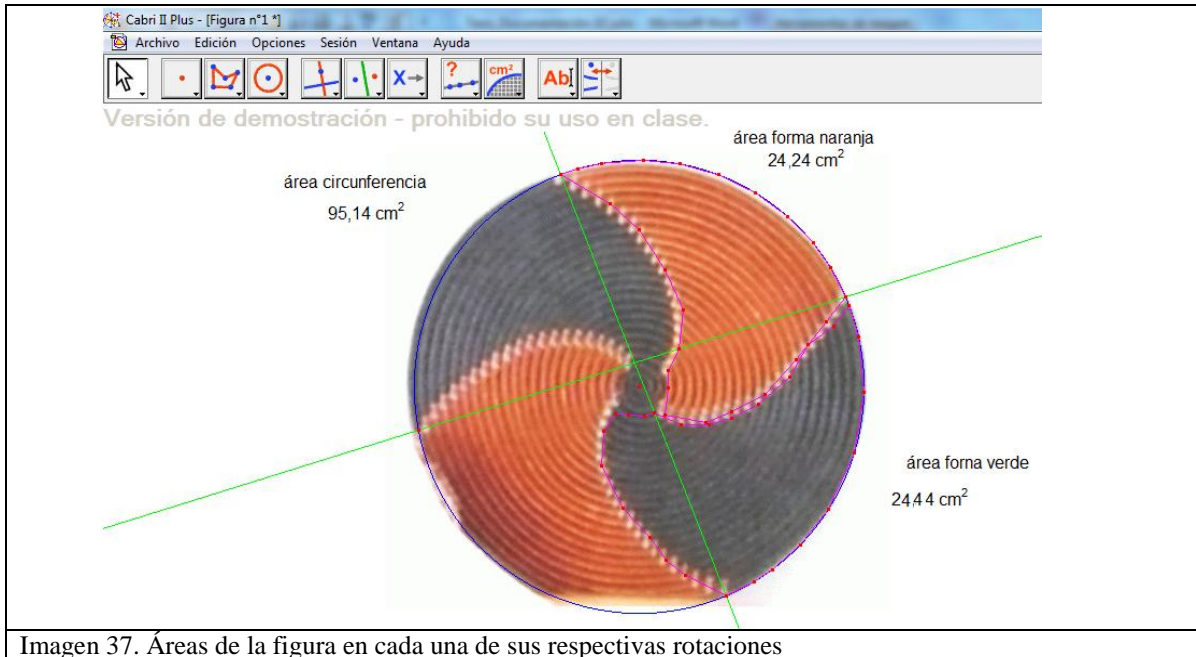 Cabri II Plus - [Figura n°1 *]
Archivo Edición Opciones Sesión Ventana Ayuda
? cm² Ab
X
Versión de demostración - prohibido su uso en clase.
área forma naranja
24,24 cm²
área circunferencia
95,14 cm²
área forna verde
24,44 cm²
Imagen 37. Áreas de la figura en cada una de sus respectivas rotaciones